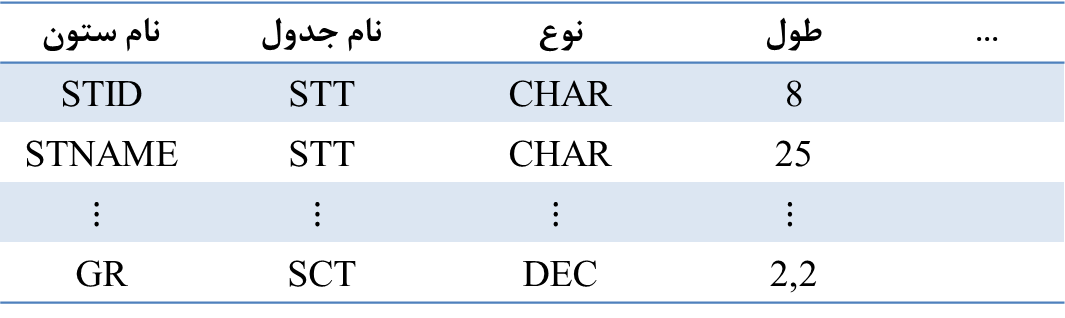 نام ستون نام جدول نوع طول ...
STID STT CHAR 8
STNAME STT CHAR 25
⋮ ⋮ ⋮ ⋮
GR SCT DEC 2,2